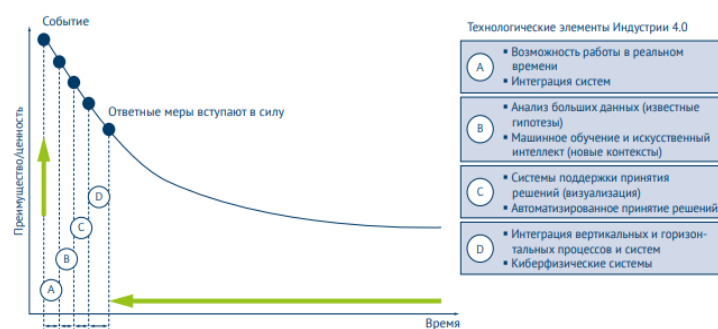 Событие
Ответные меры вступают в силу
Преимущество/ценность
A
B
C
D
Время
Технологические элементы Индустрии 4.0
A
▪ Возможность работы в реальном
времени
▪ Интеграция систем
B
▪ Анализ больших данных (известные
гипотезы)
▪ Машинное обучение и искусственный
интеллект (новые контексты)
C
▪ Системы поддержки принятия
решений (визуализация)
▪ Автоматизированное принятие решений
D
▪ Интеграция вертикальных и горизон-
тальных процессов и систем
▪ Киберфизические системы